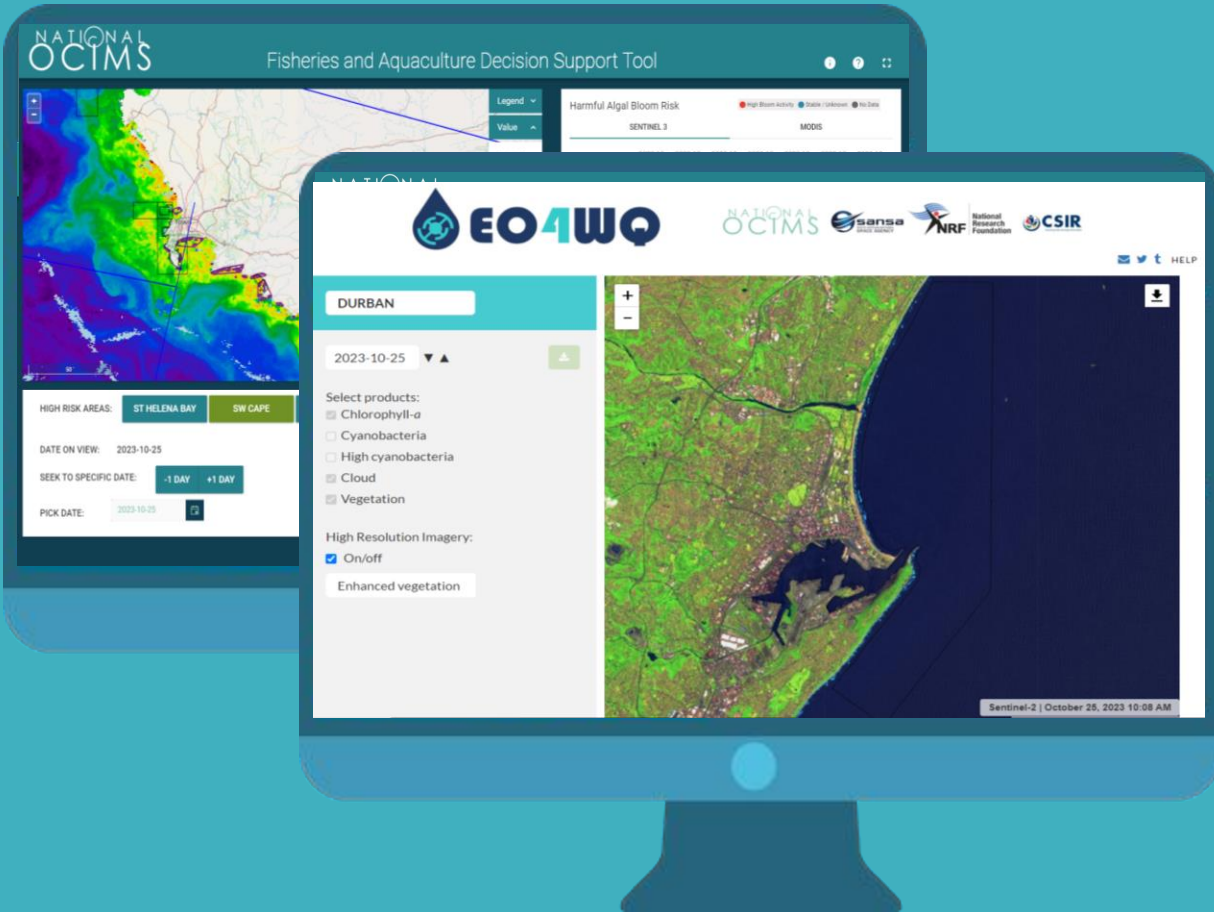 NATIONAL
OCIMS
Fisheries and Aquaculture Decision Support Tool
Legend
Value
Harmful Algal Bloom Risk
High Bloom Activity
Stable / Unknown
No Data
SENTINEL 3
MODIS
HIGH RISK AREAS:
ST HELENA BAY
SW CAPE
DATE ON VIEW:
2023-10-25
SEEK TO SPECIFIC DATE:
-1 DAY
+1 DAY
PICK DATE:
2023-10-25
EO4WQ
NATIONAL
OCIMS
sansa
SPACE AGENCY
NRF
National
Research
Foundation
CSIR
HELP
DURBAN
2023-10-25
Select products:
Chlorophyll-a
Cyanobacteria
High cyanobacteria
Cloud
Vegetation
High Resolution Imagery:
On/off
Enhanced vegetation
Sentinel-2 | October 25, 2023 10:08 AM